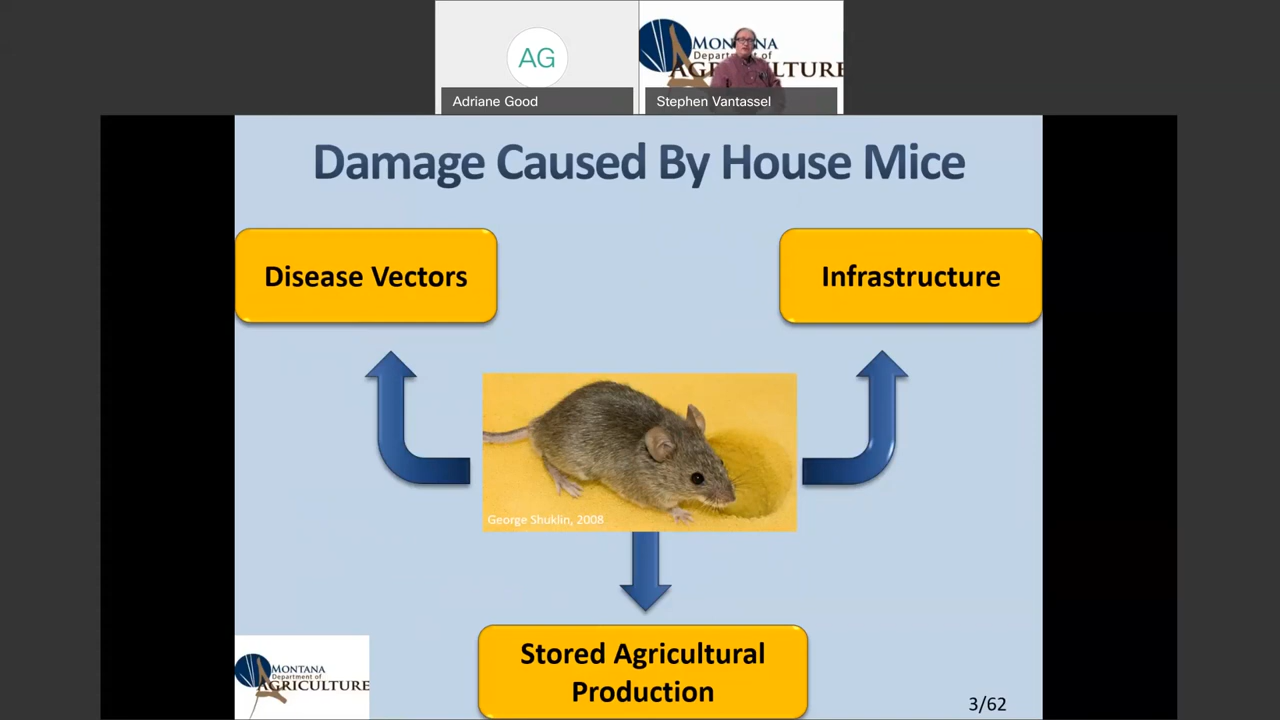 AG
Adriane Good
MONTANA
Department of
AGRICULTURE
Stephen Vantassel
Damage Caused By House Mice
Disease Vectors
Infrastructure
George Shuklin, 2008
Stored Agricultural
Production
MONTANA
Department of
AGRICULTURE
3/62